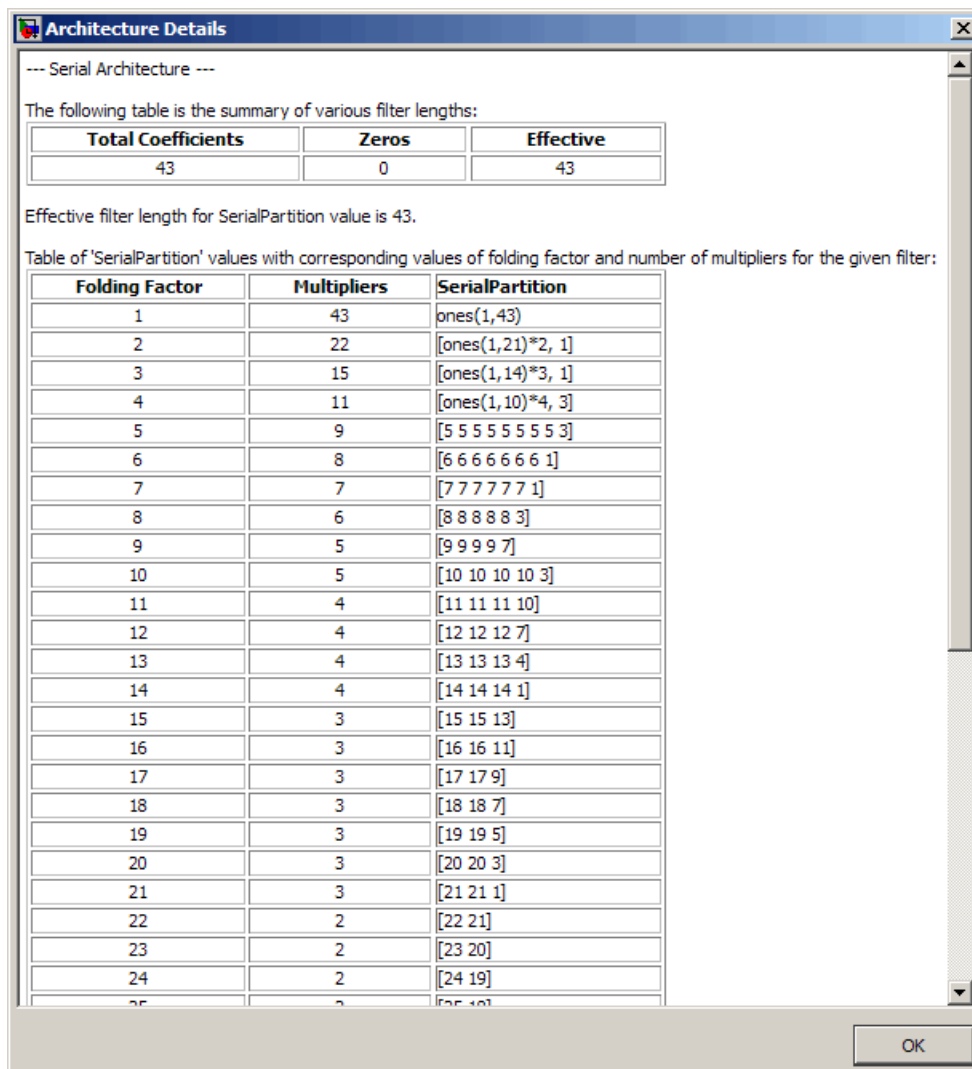 Architecture Details
--- Serial Architecture ---
The following table is the summary of various filter lengths:
Total Coefficients Zeros Effective
43 0 43
Effective filter length for SerialPartition value is 43.
Table of 'SerialPartition' values with corresponding values of folding factor and number of multipliers for the given filter:
Folding Factor Multipliers SerialPartition
1 43 ones(1,43)
2 22 [ones(1,21)*2, 1]
3 15 [ones(1,14)*3, 1]
4 11 [ones(1,10)*4, 3]
5 9 [5 5 5 5 5 5 5 5 3]
6 8 [6 6 6 6 6 6 6 1]
7 7 [7 7 7 7 7 7 1]
8 6 [8 8 8 8 8 3]
9 5 [9 9 9 9 7]
10 5 [10 10 10 10 3]
11 4 [11 11 11 10]
12 4 [12 12 12 7]
13 4 [13 13 13 4]
14 4 [14 14 14 1]
15 3 [15 15 13]
16 3 [16 16 11]
17 3 [17 17 9]
18 3 [18 18 7]
19 3 [19 19 5]
20 3 [20 20 3]
21 3 [21 21 1]
22 2 [22 21]
23 2 [23 20]
24 2 [24 19]
OK